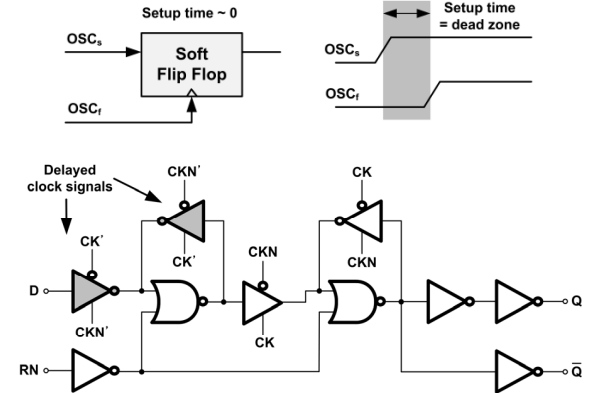 Setup time ~ 0
OSCs
Soft
Flip Flop
OSCf
Setup time
= dead zone
OSCs
OSCf
Delayed
clock signals
CKN'
CK'
CK'
CKN'
CKN
CK
CK
CKN
D
Q
RN
Q̅